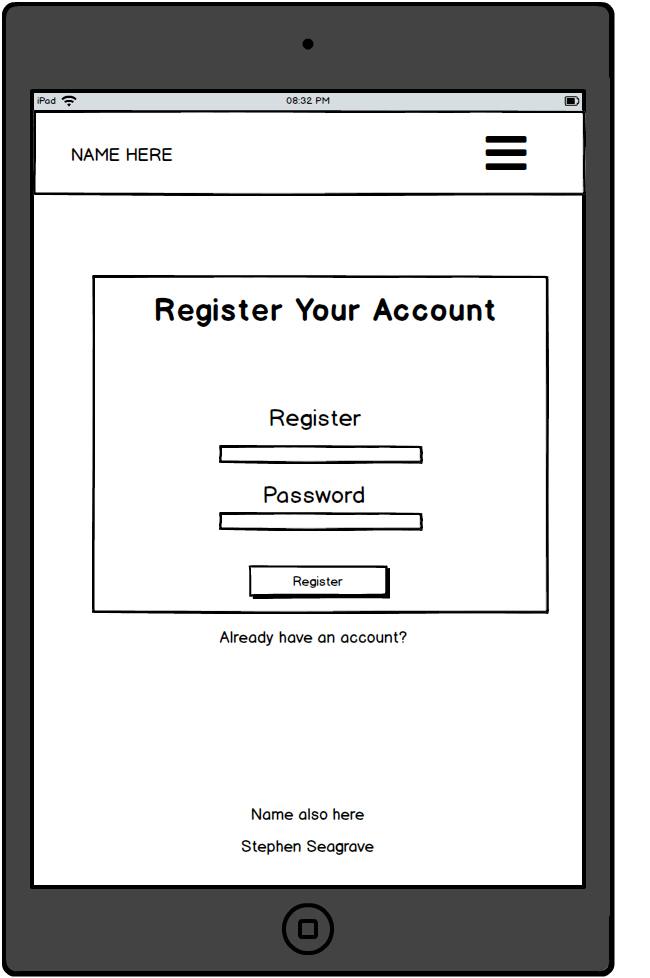 iPad
08:32 PM
NAME HERE
Register Your Account
Register
Password
Register
Already have an account?
Name also here
Stephen Seagrave